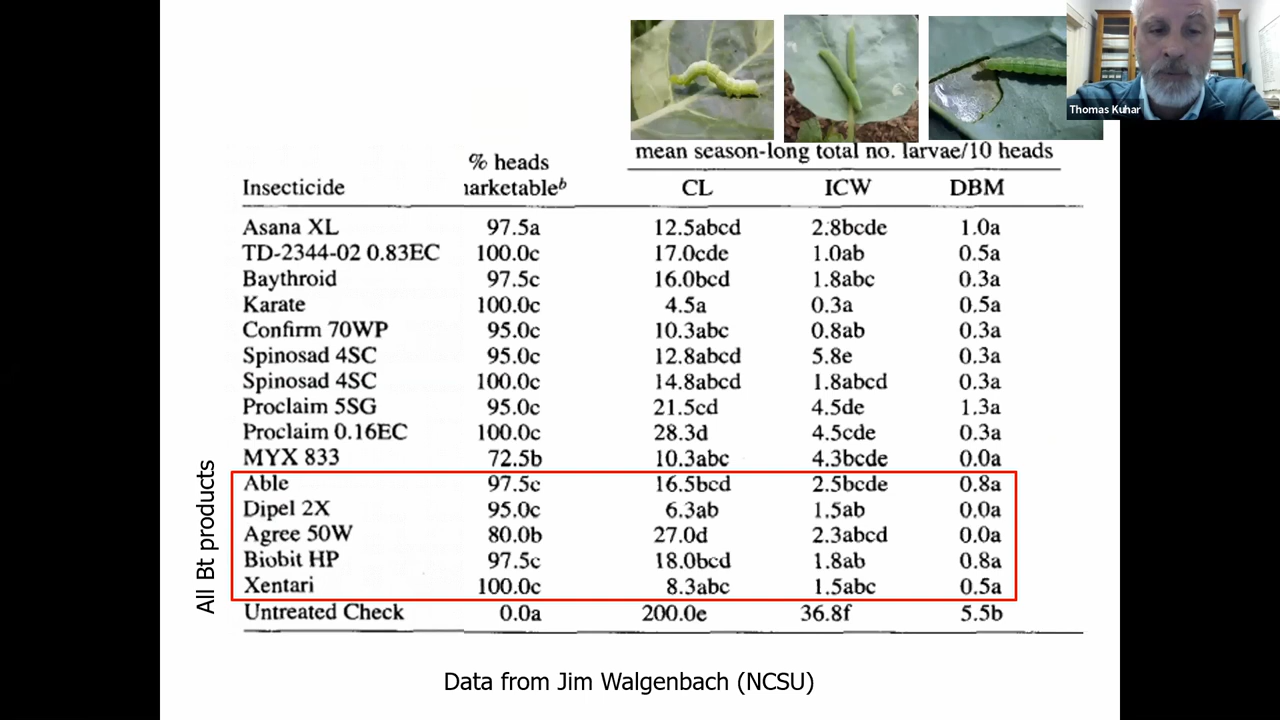 Thomas Kuhar
mean season-long total no. larvae/10 heads
% heads
Insecticide arketable^b CL ICW DBM
Asana XL 97.5a 12.5abcd 2.8bcde 1.0a
TD-2344-02 0.83EC 100.0c 17.0cde 1.0ab 0.5a
Baythroid 97.5c 16.0bcd 1.8abc 0.3a
Karate 100.0c 4.5a 0.3a 0.5a
Confirm 70WP 95.0c 10.3abc 0.8ab 0.3a
Spinosad 4SC 95.0c 12.8abcd 5.8e 0.3a
Spinosad 4SC 100.0c 14.8abcd 1.8abcd 0.3a
Proclaim 5SG 95.0c 21.5cd 4.5de 1.3a
Proclaim 0.16EC 100.0c 28.3d 4.5cde 0.3a
MYX 833 72.5b 10.3abc 4.3bcde 0.0a
All Bt products
Able 97.5c 16.5bcd 2.5bcde 0.8a
Dipel 2X 95.0c 6.3ab 1.5ab 0.0a
Agree 50W 80.0b 27.0d 2.3abcd 0.0a
Biobit HP 97.5c 18.0bcd 1.8ab 0.8a
Xentari 100.0c 8.3abc 1.5abc 0.5a
Untreated Check 0.0a 200.0e 36.8f 5.5b
Data from Jim Walgenbach (NCSU)